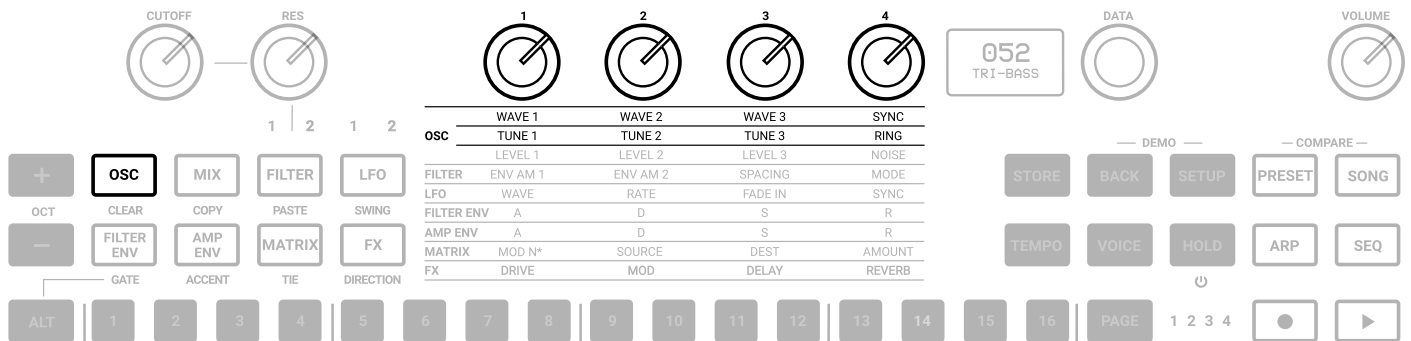 CUTOFF RES 1 2 3 4 DATA VOLUME
052
TRI-BASS
WAVE 1 WAVE 2 WAVE 3 SYNC
1 2 1 2
OSC TUNE 1 TUNE 2 TUNE 3 RING
LEVEL 1 LEVEL 2 LEVEL 3 NOISE
DEMO COMPARE
+ OSC MIX FILTER LFO
FILTER ENV AM 1 ENV AM 2 SPACING MODE
STORE BACK SETUP PRESET SONG
LFO WAVE RATE FADE IN SYNC
OCT CLEAR COPY PASTE SWING
FILTER ENV A D S R
AMP ENV A D S R
− FILTER ENV AMP ENV MATRIX FX
TEMPO VOICE HOLD ARP SEQ
MATRIX MOD N* SOURCE DEST AMOUNT
FX DRIVE MOD DELAY REVERB
GATE ACCENT TIE DIRECTION
ALT 1 2 3 4 5 6 7 8 9 10 11 12 13 14 15 16 PAGE 1 2 3 4